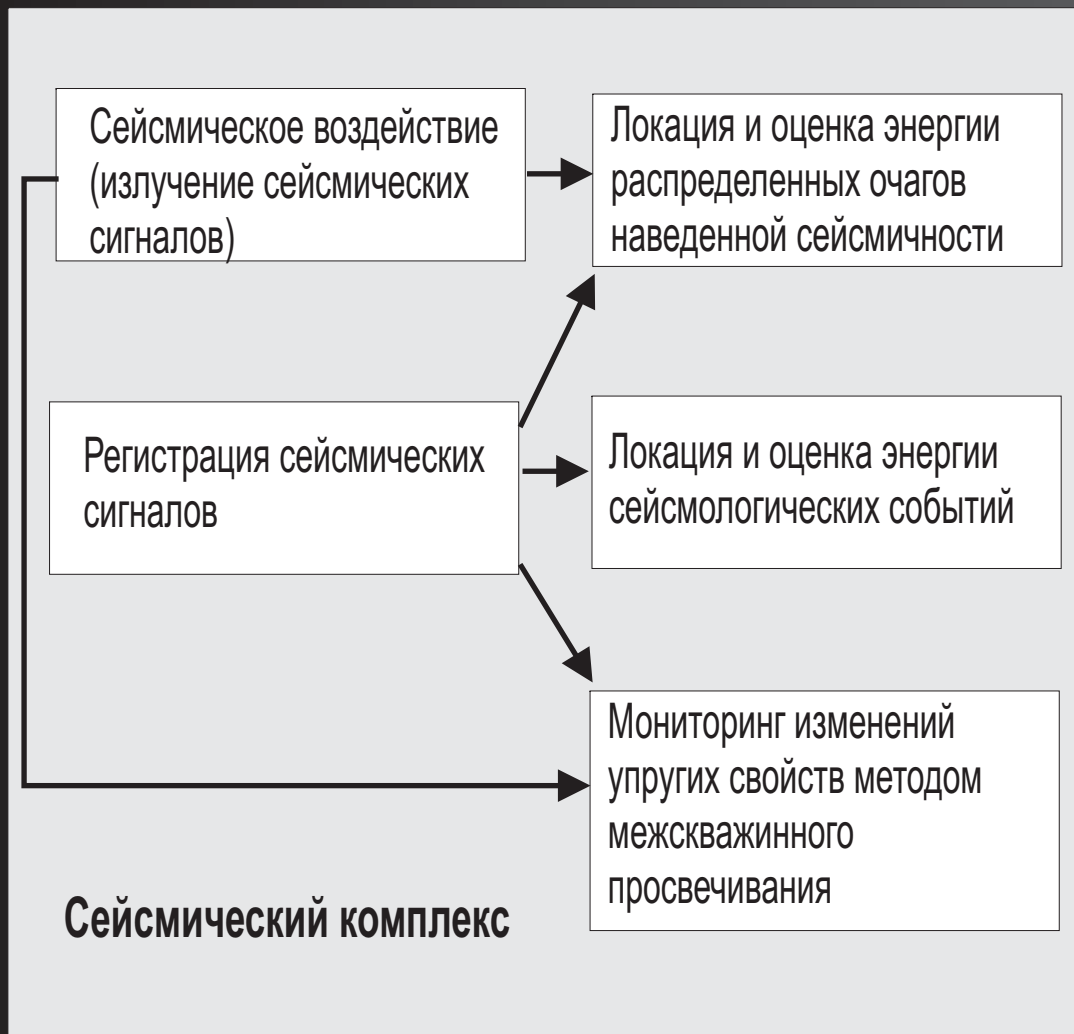 Сейсмическое воздействие
(излучение сейсмических
сигналов)
Локация и оценка энергии
распределенных очагов
наведенной сейсмичности
Регистрация сейсмических
сигналов
Локация и оценка энергии
сейсмологических событий
Мониторинг изменений
упругих свойств методом
межскважинного
просвечивания
Сейсмический комплекс